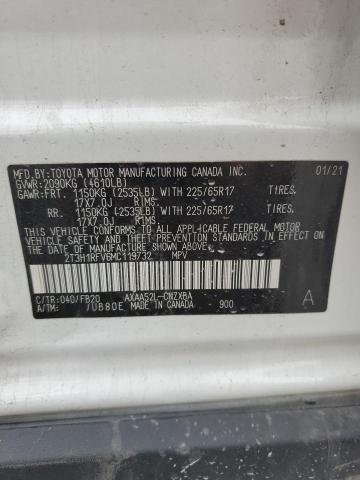 MFD.BY:TOYOTA MOTOR MANUFACTURING CANADA INC. 01/21
GVWR:2090KG (4610LB)
GAWR:FRT. 1150KG (2535LB) WITH 225/65R17 TIRES,
17X7.0J RIMS,
RR. 1150KG (2535LB) WITH 225/65R17 TIRES,
17X7.0J RIMS,
THIS VEHICLE CONFORMS TO ALL APPLICABLE FEDERAL MOTOR
VEHICLE SAFETY, BUMPER, AND THEFT PREVENTION STANDARDS IN
EFFECT ON THE DATE OF MANUFACTURE SHOWN ABOVE.
2T3H1RFV6MC119732 MPV
C/TR:040/FB20 AXAA52L-CNZXBA A
A/TM: /UB80E MADE IN CANADA 900